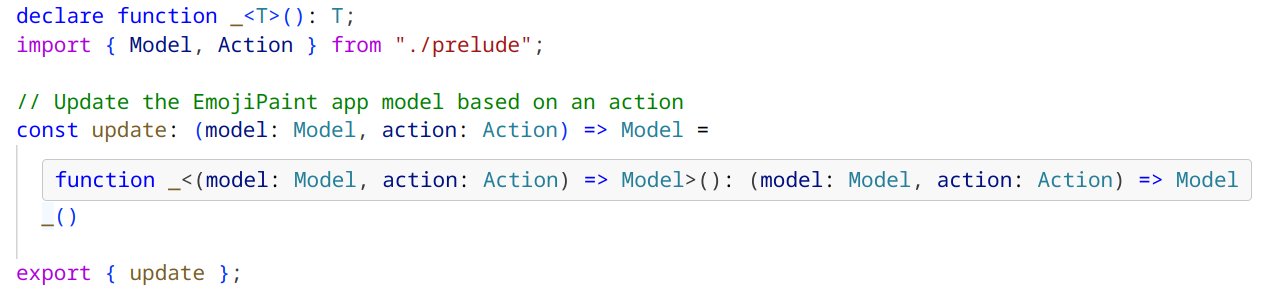 declare function _<T>(): T;
import { Model, Action } from "./prelude";
// Update the EmojiPaint app model based on an action
const update: (model: Model, action: Action) => Model =
function _<(model: Model, action: Action) => Model>(): (model: Model, action: Action) => Model
_()
export { update };